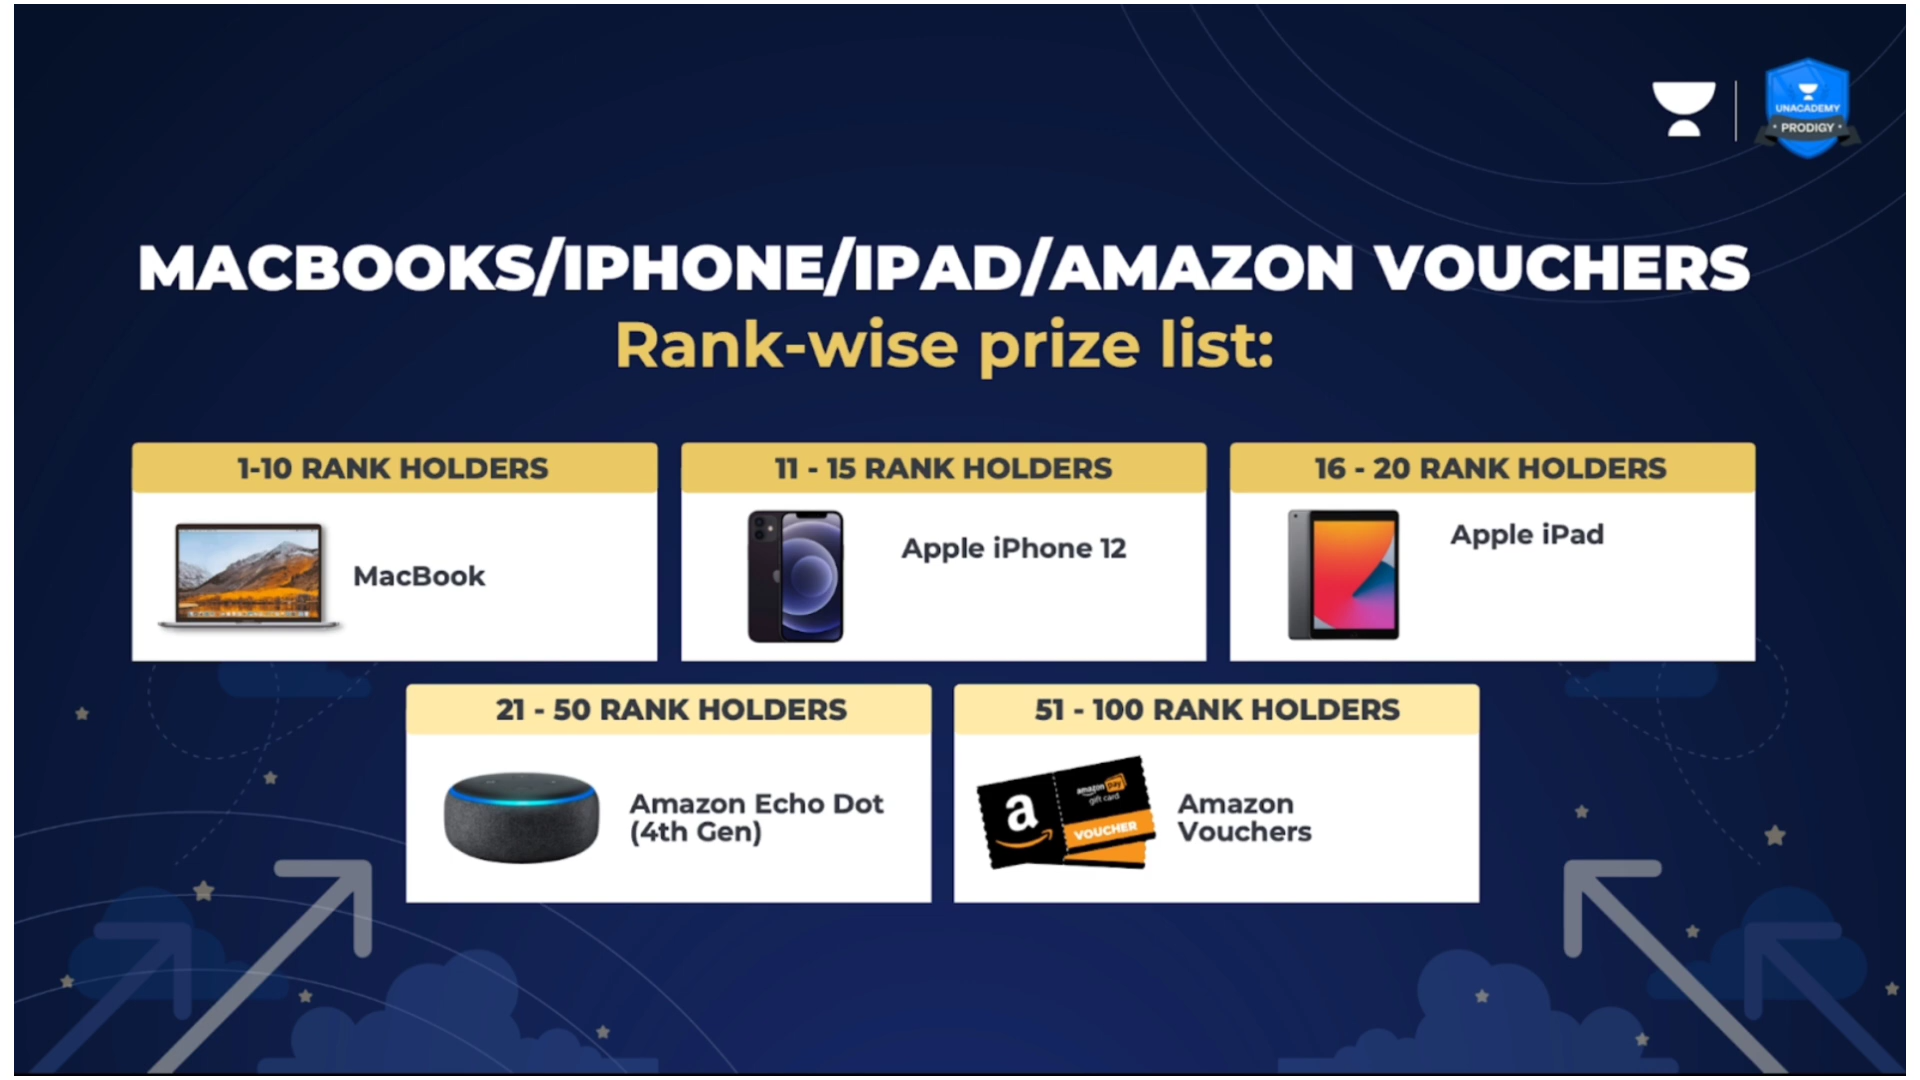 UNACADEMY
PRODIGY
MACBOOKS/IPHONE/IPAD/AMAZON VOUCHERS
Rank-wise prize list:
1-10 RANK HOLDERS
MacBook
11 - 15 RANK HOLDERS
Apple iPhone 12
16 - 20 RANK HOLDERS
Apple iPad
21 - 50 RANK HOLDERS
Amazon Echo Dot
(4th Gen)
51 - 100 RANK HOLDERS
a
amazon pay
gift card
VOUCHER
Amazon
Vouchers